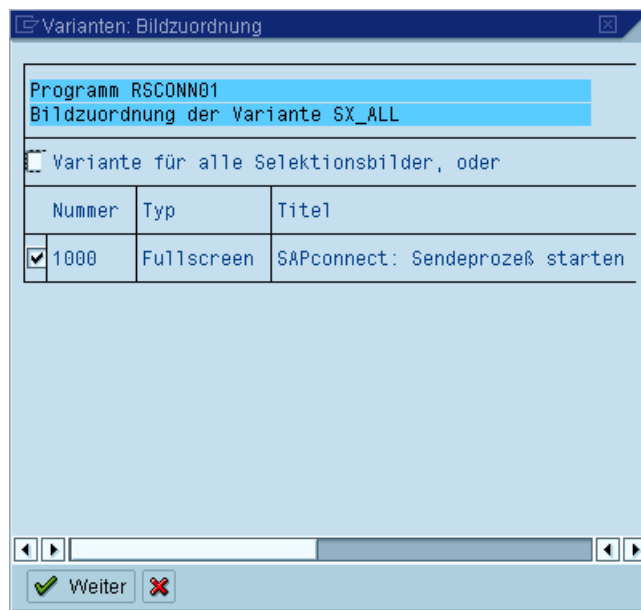 Varianten: Bildzuordnung
Programm RSCONN01
Bildzuordnung der Variante SX_ALL
Variante für alle Selektionsbilder, oder
Nummer Typ Titel
1000 Fullscreen SAPconnect: Sendeprozeß starten
Weiter